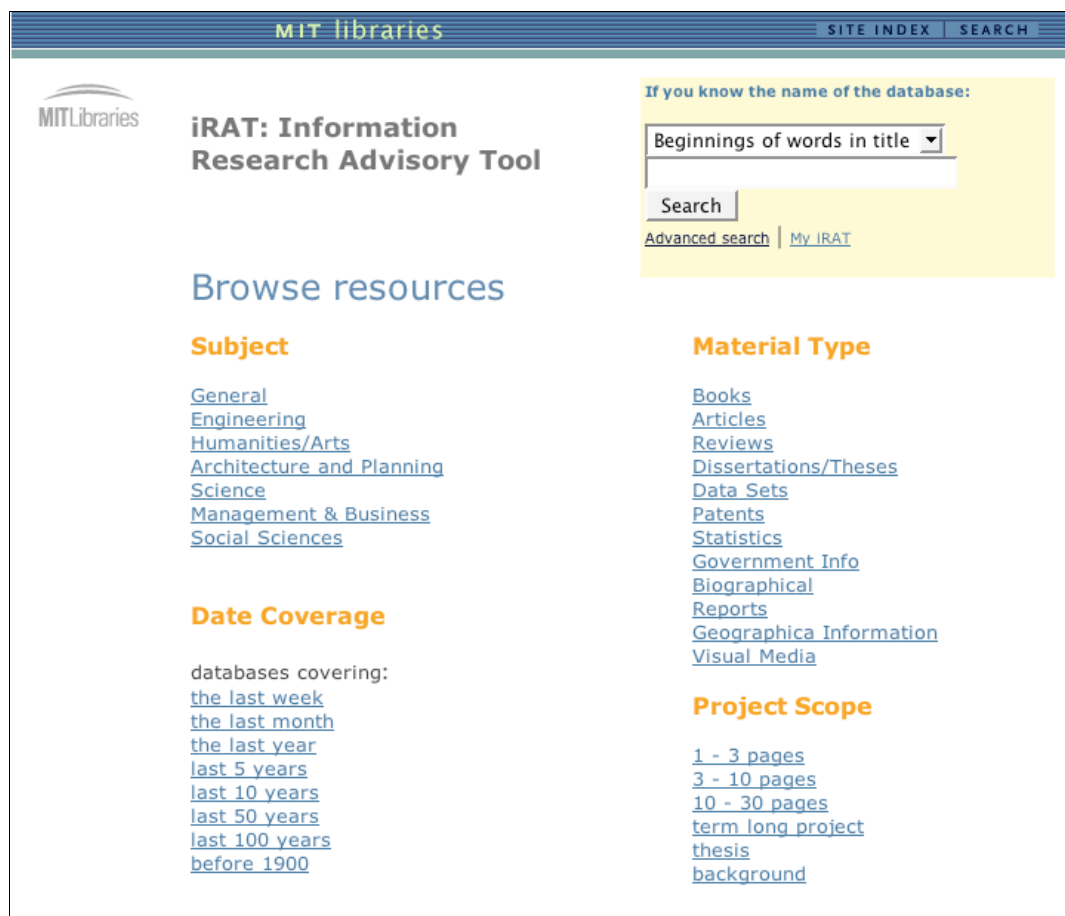 MIT libraries
SITE INDEX | SEARCH
MITLibraries
iRAT: Information
Research Advisory Tool
If you know the name of the database:
Beginnings of words in title
Search
Advanced search | My iRAT
Browse resources
Subject
General
Engineering
Humanities/Arts
Architecture and Planning
Science
Management & Business
Social Sciences
Date Coverage
databases covering:
the last week
the last month
the last year
last 5 years
last 10 years
last 50 years
last 100 years
before 1900
Material Type
Books
Articles
Reviews
Dissertations/Theses
Data Sets
Patents
Statistics
Government Info
Biographical
Reports
Geographica Information
Visual Media
Project Scope
1 - 3 pages
3 - 10 pages
10 - 30 pages
term long project
thesis
background